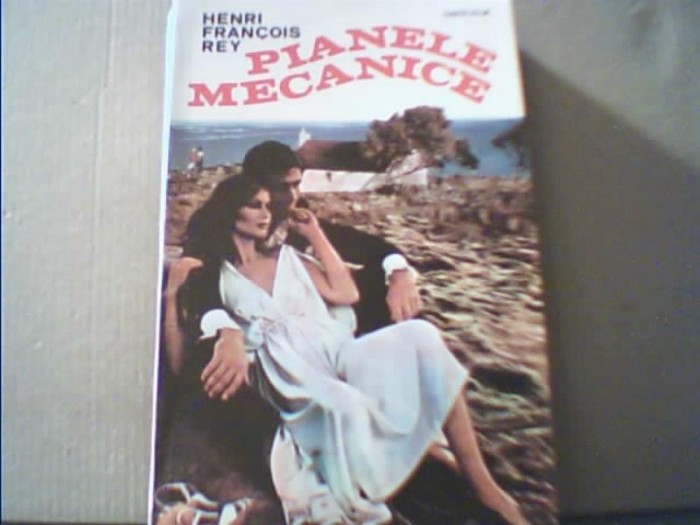 HENRI
FRANÇOIS
REY
PIANELE
MECANICE